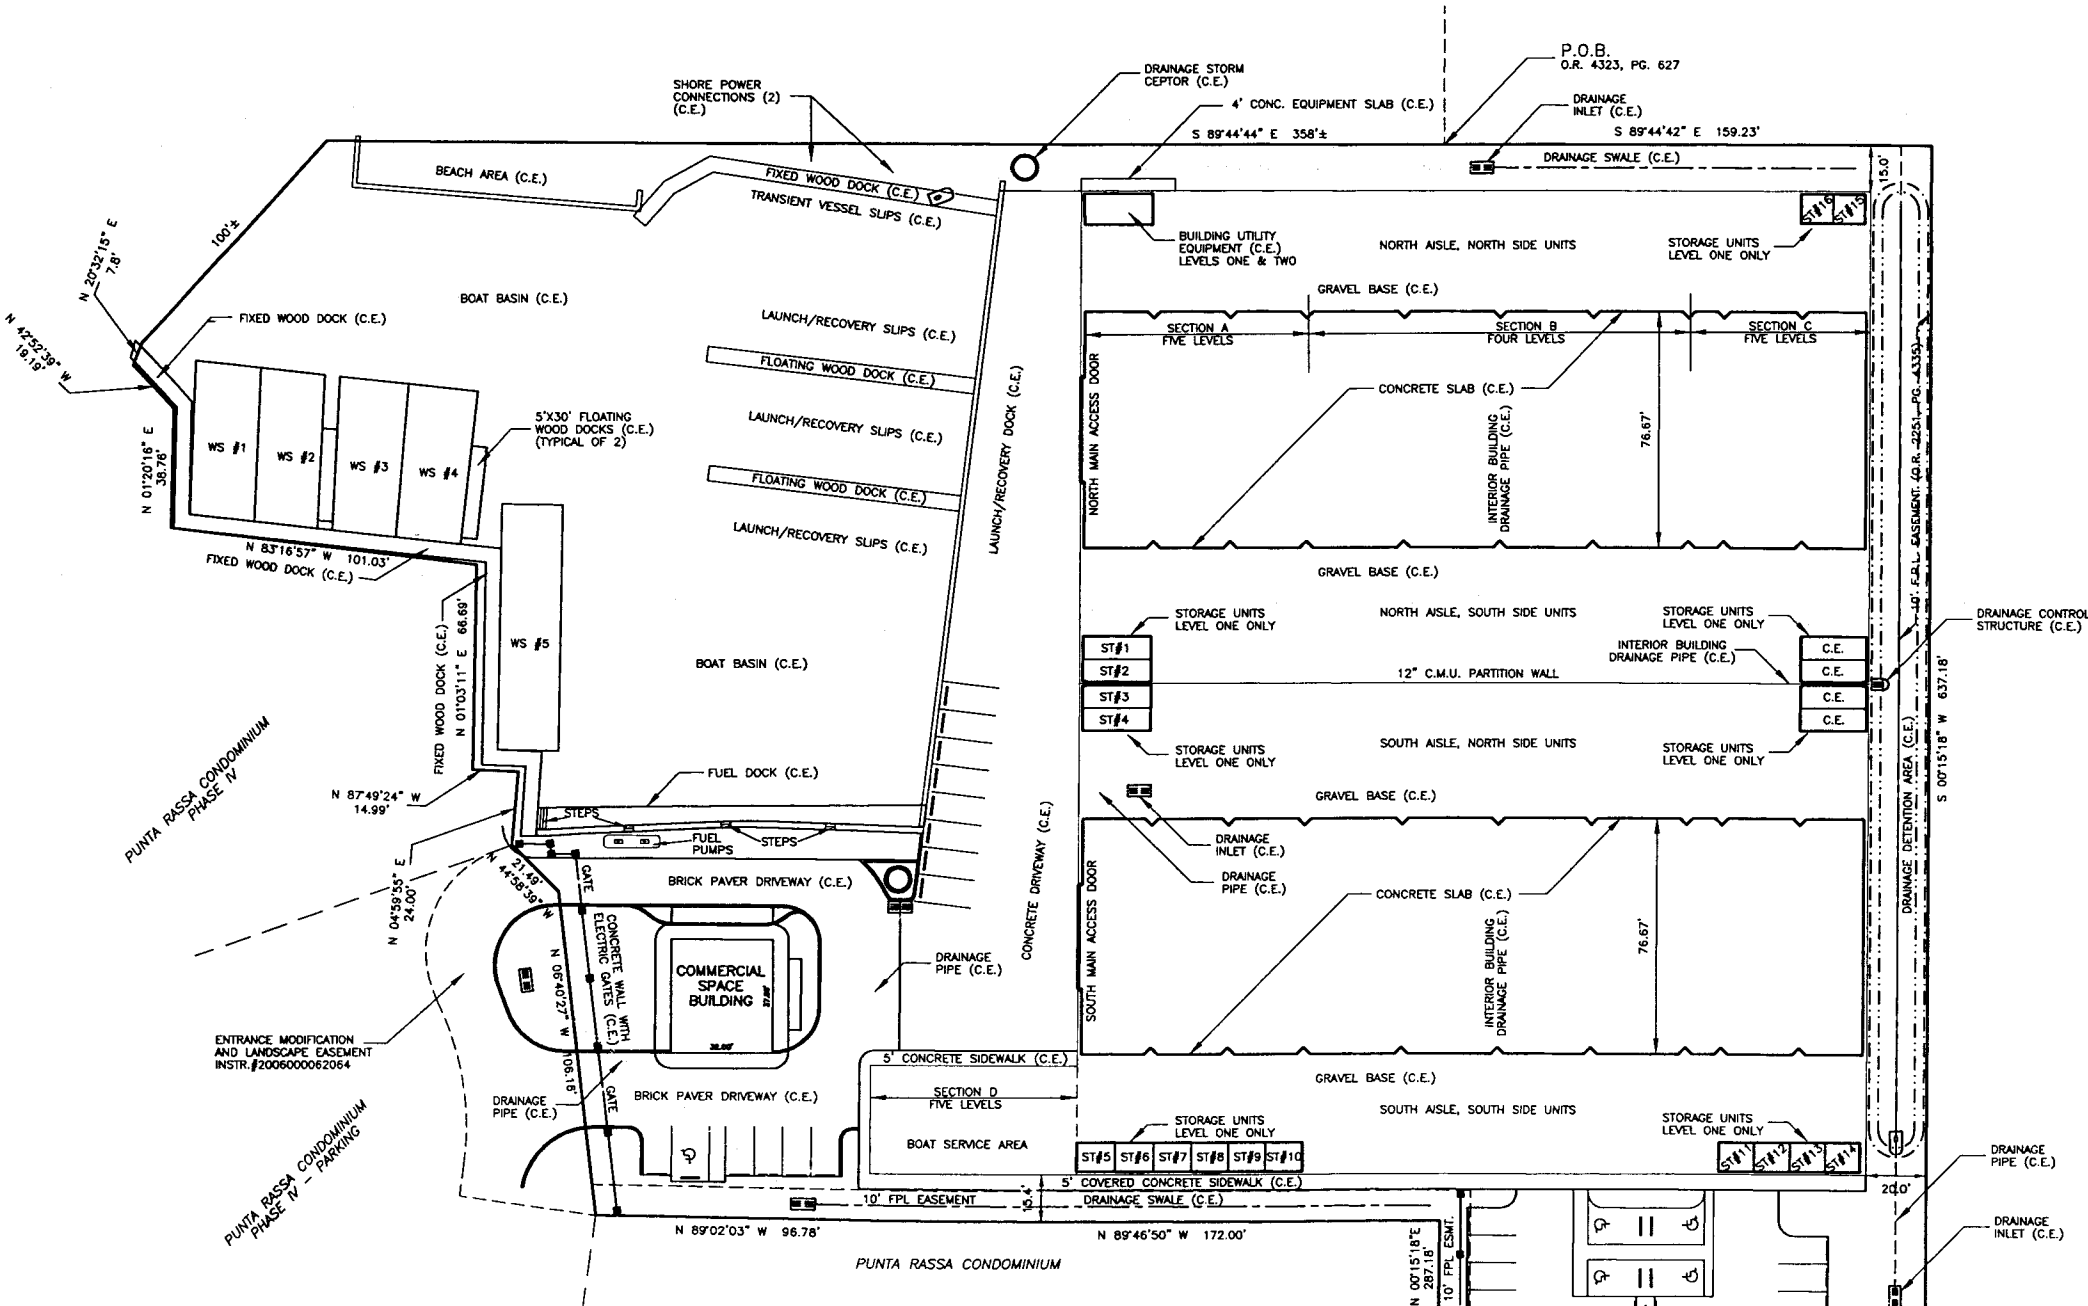 P.O.B.
O.R. 4323, PG. 627
DRAINAGE STORM
CEPTOR (C.E.)
SHORE POWER
CONNECTIONS (2)
(C.E.)
4' CONC. EQUIPMENT SLAB (C.E.)
DRAINAGE
INLET (C.E.)
S 89°44'44" E 358'±
S 89°44'42" E 159.23'
DRAINAGE SWALE (C.E.)
15.0'
BEACH AREA (C.E.)
FIXED WOOD DOCK (C.E.)
TRANSIENT VESSEL SLIPS (C.E.)
ST#16
ST#15
100'±
N 20°32'15" E
7.8'
BUILDING UTILITY
EQUIPMENT (C.E.)
LEVELS ONE & TWO
NORTH AISLE, NORTH SIDE UNITS
STORAGE UNITS
LEVEL ONE ONLY
BOAT BASIN (C.E.)
GRAVEL BASE (C.E.)
N 42°52'39" W
19.19'
FIXED WOOD DOCK (C.E.)
LAUNCH/RECOVERY SLIPS (C.E.)
SECTION A
FIVE LEVELS
SECTION B
FOUR LEVELS
SECTION C
FIVE LEVELS
FLOATING WOOD DOCK (C.E.)
LAUNCH/RECOVERY DOCK (C.E.)
NORTH MAIN ACCESS DOOR
CONCRETE SLAB (C.E.)
INTERIOR BUILDING
DRAINAGE PIPE (C.E.)
76.67'
10' F.P.L. EASEMENT (O.R. 2251, PG. 4335)
5'X30' FLOATING
WOOD DOCKS (C.E.)
(TYPICAL OF 2)
LAUNCH/RECOVERY SLIPS (C.E.)
WS #1
WS #2
WS #3
WS #4
FLOATING WOOD DOCK (C.E.)
N 01°20'16" E
38.76'
LAUNCH/RECOVERY SLIPS (C.E.)
N 83°16'57" W 101.03'
FIXED WOOD DOCK (C.E.)
GRAVEL BASE (C.E.)
STORAGE UNITS
LEVEL ONE ONLY
NORTH AISLE, SOUTH SIDE UNITS
STORAGE UNITS
LEVEL ONE ONLY
DRAINAGE CONTROL
STRUCTURE (C.E.)
FIXED WOOD DOCK (C.E.)
N 01°03'11" E 66.69'
WS #5
BOAT BASIN (C.E.)
ST#1
ST#2
ST#3
ST#4
INTERIOR BUILDING
DRAINAGE PIPE (C.E.)
12" C.M.U. PARTITION WALL
C.E.
C.E.
C.E.
C.E.
S 00°15'18" W 637.18'
DRAINAGE DETENTION AREA (C.E.)
STORAGE UNITS
LEVEL ONE ONLY
SOUTH AISLE, NORTH SIDE UNITS
STORAGE UNITS
LEVEL ONE ONLY
PUNTA RASSA CONDOMINIUM
PHASE IV
FUEL DOCK (C.E.)
N 87°49'24" W
14.99'
GRAVEL BASE (C.E.)
STEPS
FUEL
PUMPS
STEPS
DRAINAGE
INLET (C.E.)
DRAINAGE
PIPE (C.E.)
N 04°59'55" E
24.00'
21.49'
N 44°58'39" W
GATE
BRICK PAVER DRIVEWAY (C.E.)
CONCRETE DRIVEWAY (C.E.)
SOUTH MAIN ACCESS DOOR
CONCRETE SLAB (C.E.)
INTERIOR BUILDING
DRAINAGE PIPE (C.E.)
76.67'
CONCRETE WALL WITH
ELECTRIC GATES (C.E.)
N 06°40'27" W 106.16'
COMMERCIAL
SPACE
BUILDING
DRAINAGE
PIPE (C.E.)
ENTRANCE MODIFICATION
AND LANDSCAPE EASEMENT
INSTR.#2006000062064
5' CONCRETE SIDEWALK (C.E.)
GRAVEL BASE (C.E.)
DRAINAGE
PIPE (C.E.)
GATE
BRICK PAVER DRIVEWAY (C.E.)
SECTION D
FIVE LEVELS
SOUTH AISLE, SOUTH SIDE UNITS
STORAGE UNITS
LEVEL ONE ONLY
STORAGE UNITS
LEVEL ONE ONLY
BOAT SERVICE AREA
ST#5
ST#6
ST#7
ST#8
ST#9
ST#10
ST#11
ST#12
ST#13
ST#14
DRAINAGE
PIPE (C.E.)
PUNTA RASSA CONDOMINIUM
PHASE IV – PARKING
5' COVERED CONCRETE SIDEWALK (C.E.)
20.0'
10' FPL EASEMENT
15.4'
DRAINAGE SWALE (C.E.)
N 89°02'03" W 96.78'
N 89°46'50" W 172.00'
DRAINAGE
INLET (C.E.)
PUNTA RASSA CONDOMINIUM
N 00°15'18"E
287.18'
10' FPL ESMT.